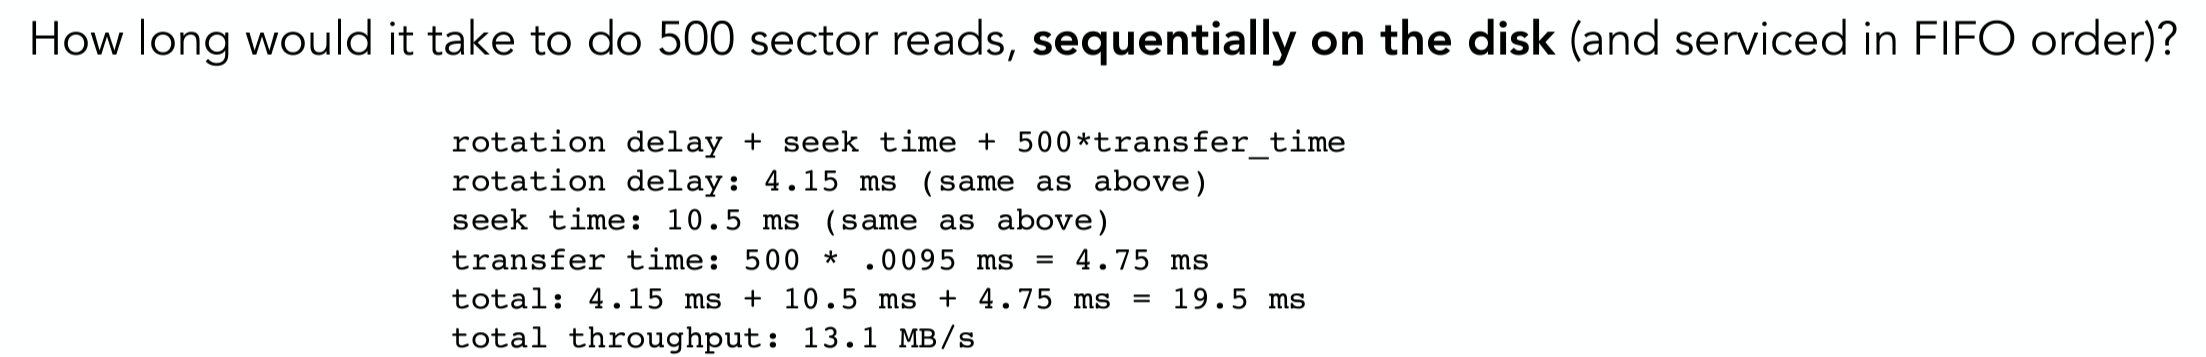 How long would it take to do 500 sector reads, sequentially on the disk (and serviced in FIFO order)?
rotation delay + seek time + 500*transfer_time
rotation delay: 4.15 ms (same as above)
seek time: 10.5 ms (same as above)
transfer time: 500 * .0095 ms = 4.75 ms
total: 4.15 ms + 10.5 ms + 4.75 ms = 19.5 ms
total throughput: 13.1 MB/s